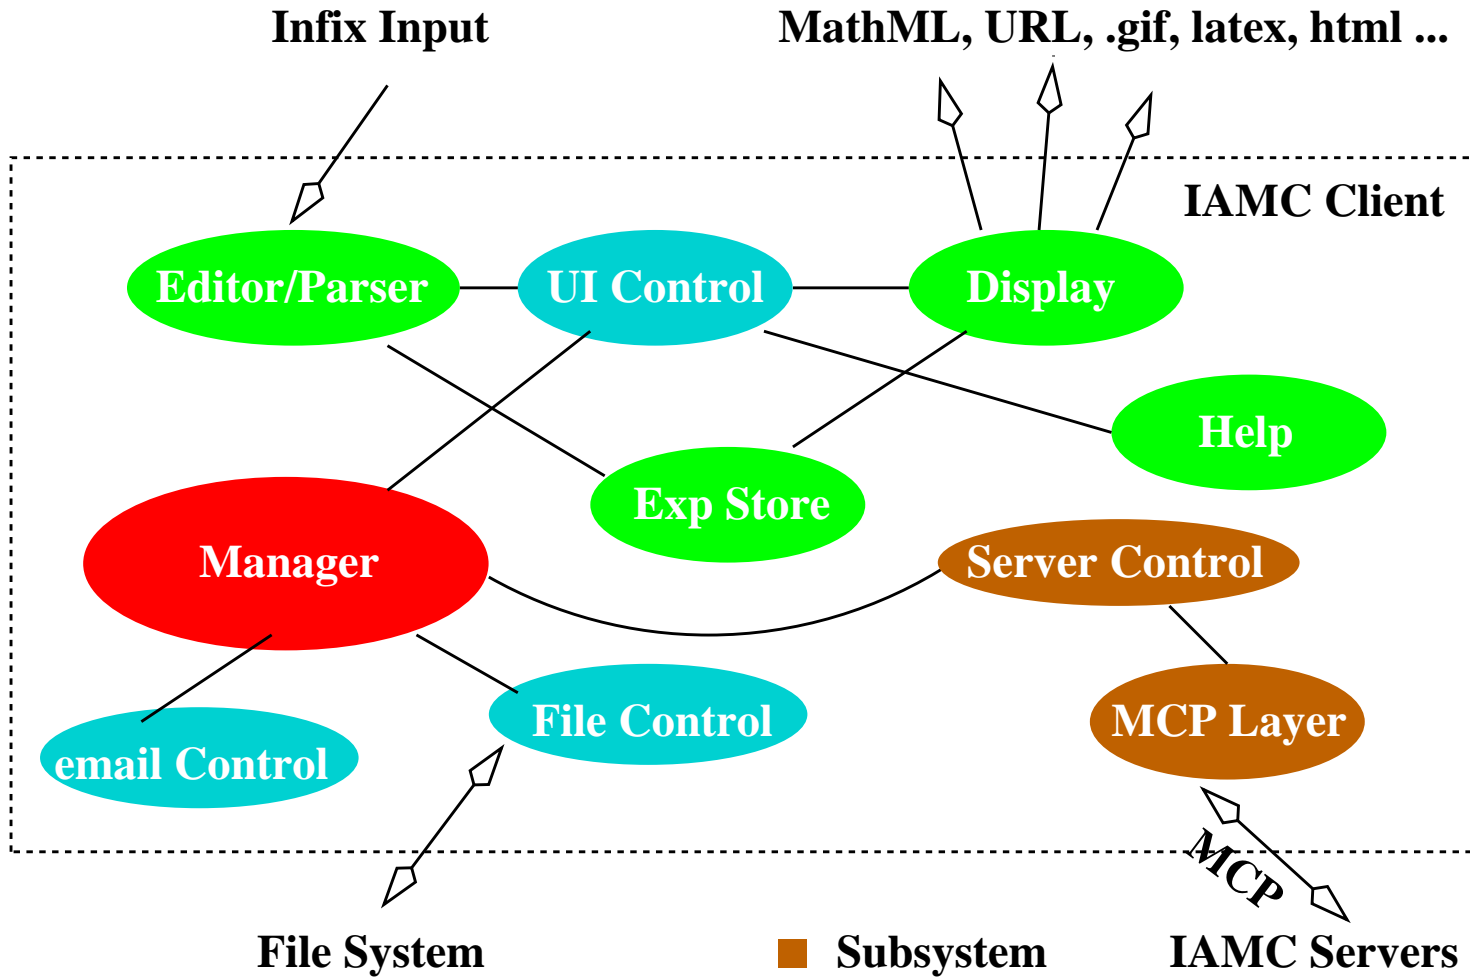 Infix Input
MathML, URL, .gif, latex, html ...
IAMC Client
Editor/Parser
UI Control
Display
Help
Exp Store
Manager
Server Control
File Control
MCP Layer
email Control
MCP
File System
Subsystem
IAMC Servers